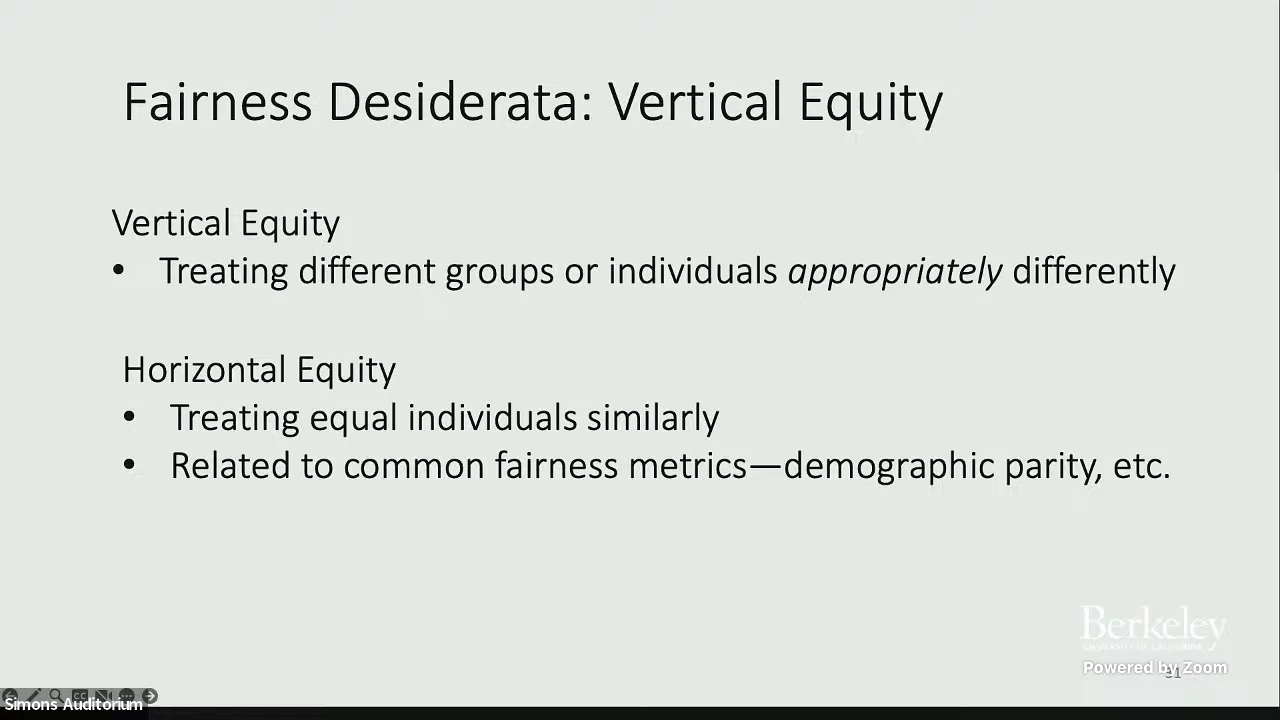 Fairness Desiderata: Vertical Equity
Vertical Equity
• Treating different groups or individuals appropriately differently
Horizontal Equity
• Treating equal individuals similarly
• Related to common fairness metrics—demographic parity, etc.
Berkeley
UNIVERSITY OF CALIFORNIA
Powered by Zoom
31
Simons Auditorium